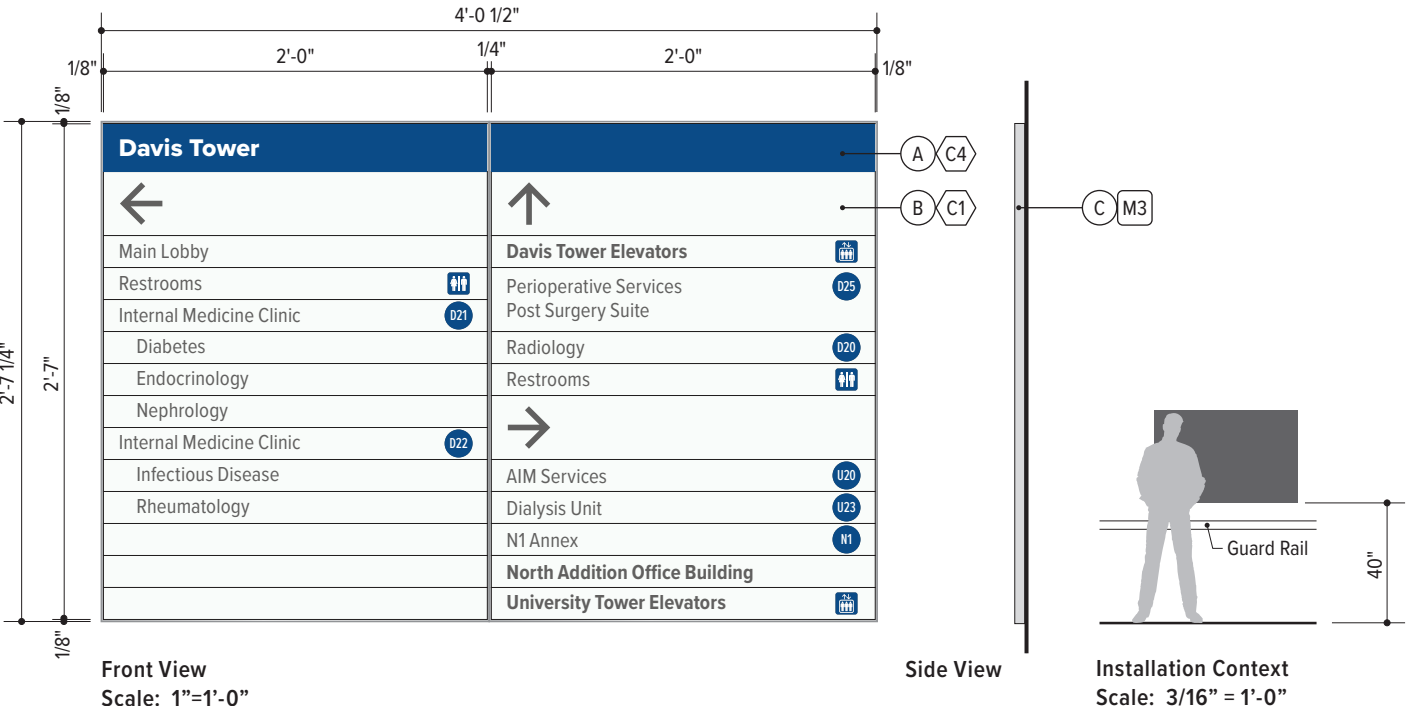 4'-0 1/2"
1/8"
2'-0"
1/4"
2'-0"
1/8"
1/8"
2'-7 1/4"
2'-7"
1/8"
Davis Tower
Main Lobby
Restrooms
Internal Medicine Clinic D21
Diabetes
Endocrinology
Nephrology
Internal Medicine Clinic D22
Infectious Disease
Rheumatology
Davis Tower Elevators
Perioperative Services D25
Post Surgery Suite
Radiology D20
Restrooms
AIM Services U20
Dialysis Unit U23
N1 Annex N1
North Addition Office Building
University Tower Elevators
A C4
B C1
C M3
Guard Rail
40"
Front View
Scale: 1”=1’-0”
Side View
Installation Context
Scale: 3/16” = 1’-0”